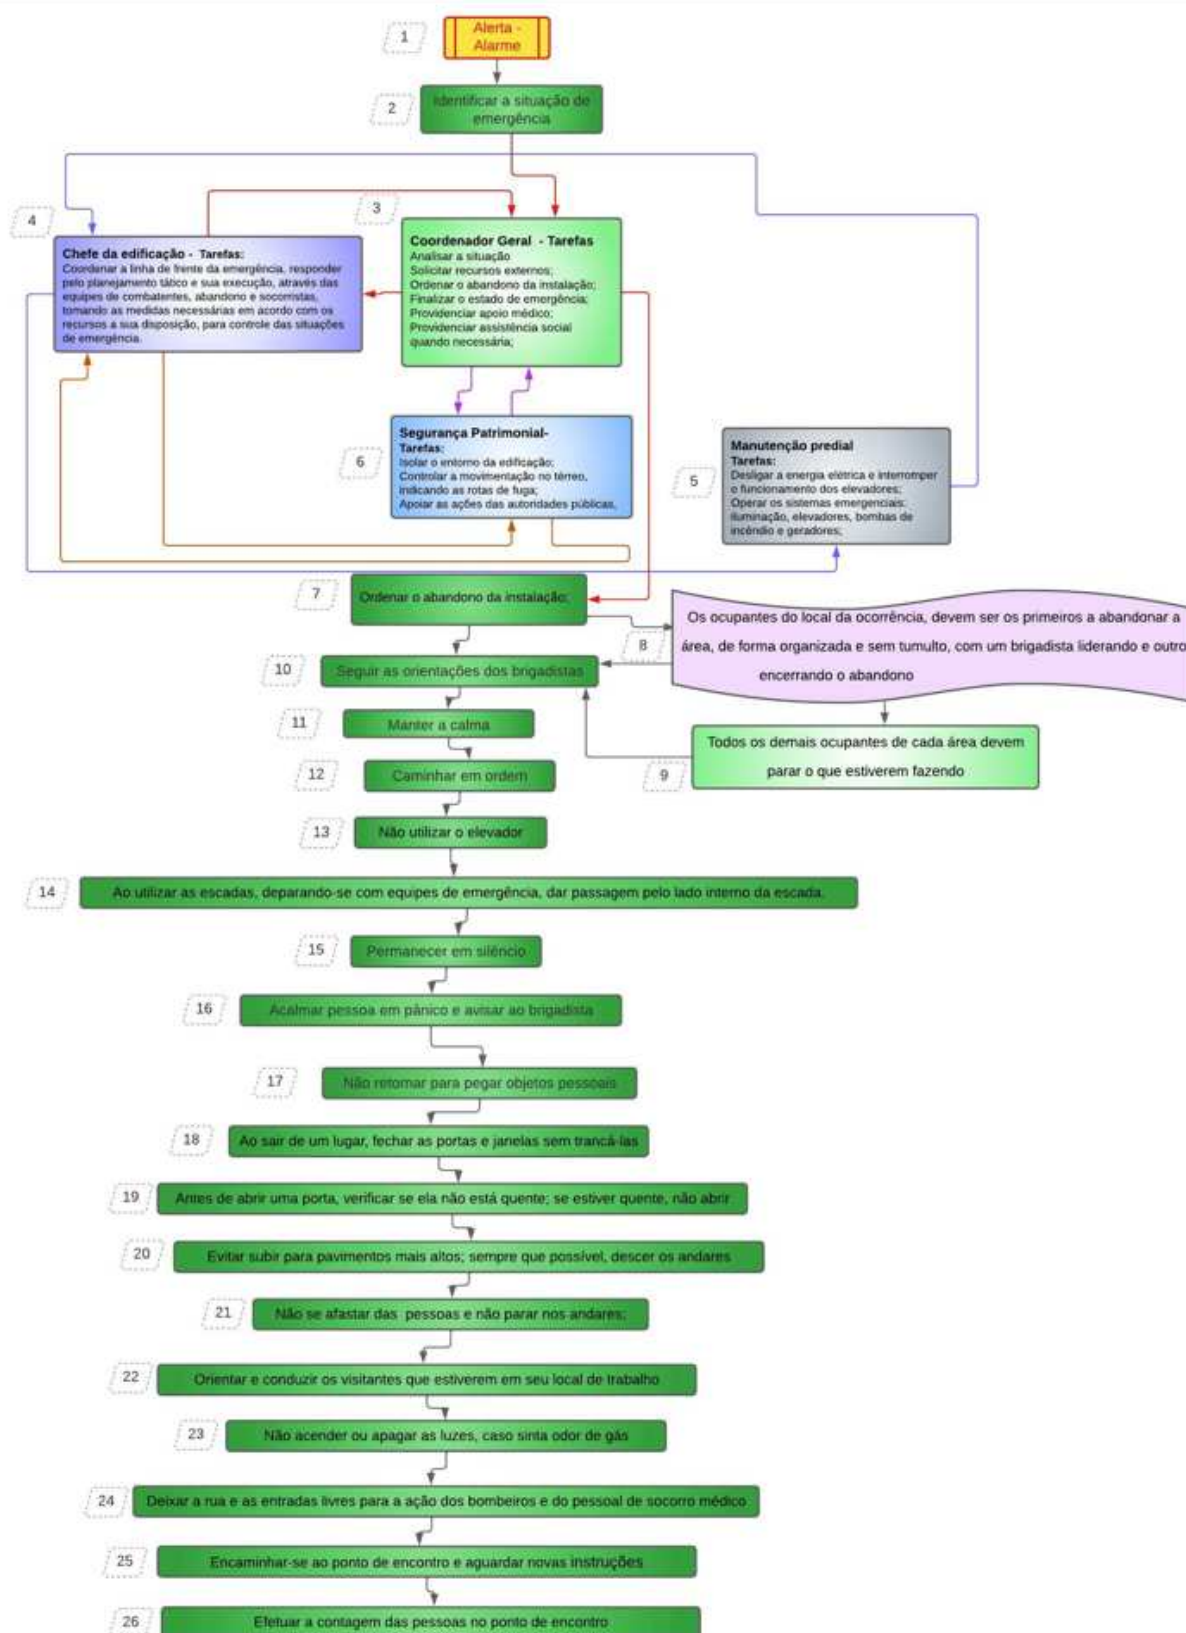 1
Alerta -
Alarme
2
Identificar a situação de
emergência
3
4
Chefe da edificação - Tarefas:
Coordenar a linha de frente da emergência, responder
pelo planejamento tático e sua execução, através das
equipes de combatentes, abandono e socorristas,
tomando as medidas necessárias em acordo com os
recursos a sua disposição, para controle das situações
de emergência.
Coordenador Geral - Tarefas
Analisar a situação
Solicitar recursos externos;
Ordenar o abandono da instalação;
Finalizar o estado de emergência;
Providenciar apoio médico;
Providenciar assistência social
quando necessária;
6
Segurança Patrimonial-
Tarefas:
Isolar o entorno da edificação;
Controlar a movimentação no térreo,
indicando as rotas de fuga;
Apoiar as ações das autoridades públicas,
5
Manutenção predial
Tarefas:
Desligar a energia elétrica e interromper
o funcionamento dos elevadores;
Operar os sistemas emergenciais:
iluminação, elevadores, bombas de
incêndio e geradores;
7
Ordenar o abandono da instalação;
8
Os ocupantes do local da ocorrência, devem ser os primeiros a abandonar a
área, de forma organizada e sem tumulto, com um brigadista liderando e outro
encerrando o abandono
10
Seguir as orientações dos brigadistas
9
Todos os demais ocupantes de cada área devem
parar o que estiverem fazendo
11
Manter a calma
12
Caminhar em ordem
13
Não utilizar o elevador
14
Ao utilizar as escadas, deparando-se com equipes de emergência, dar passagem pelo lado interno da escada.
15
Permanecer em silêncio
16
Acalmar pessoa em pânico e avisar ao brigadista
17
Não retornar para pegar objetos pessoais
18
Ao sair de um lugar, fechar as portas e janelas sem trancá-las
19
Antes de abrir uma porta, verificar se ela não está quente; se estiver quente, não abrir
20
Evitar subir para pavimentos mais altos; sempre que possível, descer os andares
21
Não se afastar das pessoas e não parar nos andares;
22
Orientar e conduzir os visitantes que estiverem em seu local de trabalho
23
Não acender ou apagar as luzes, caso sinta odor de gás
24
Deixar a rua e as entradas livres para a ação dos bombeiros e do pessoal de socorro médico
25
Encaminhar-se ao ponto de encontro e aguardar novas instruções
26
Efetuar a contagem das pessoas no ponto de encontro